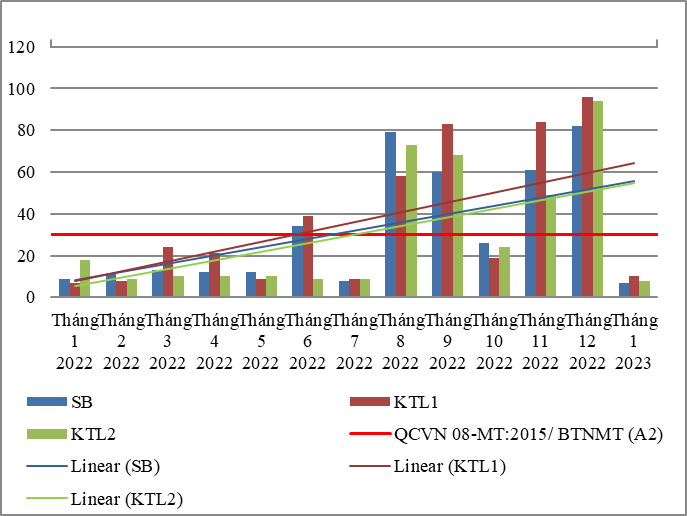 120
100
80
60
40
20
0
Tháng Tháng Tháng Tháng Tháng Tháng Tháng Tháng Tháng Tháng Tháng Tháng Tháng
1 2 3 4 5 6 7 8 9 10 11 12 1
2022 2022 2022 2022 2022 2022 2022 2022 2022 2022 2022 2022 2023
SB KTL1
KTL2 QCVN 08-MT:2015/ BTNMT (A2)
Linear (SB) Linear (KTL1)
Linear (KTL2)